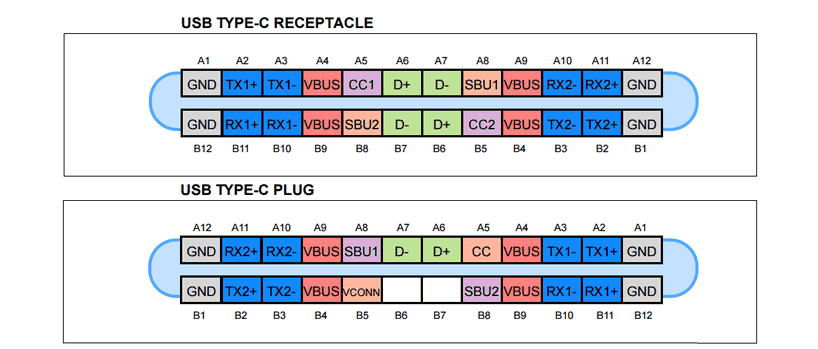 USB TYPE-C RECEPTACLE
A1 A2 A3 A4 A5 A6 A7 A8 A9 A10 A11 A12
GND TX1+ TX1- VBUS CC1 D+ D- SBU1 VBUS RX2- RX2+ GND
GND RX1+ RX1- VBUS SBU2 D- D+ CC2 VBUS TX2- TX2+ GND
B12 B11 B10 B9 B8 B7 B6 B5 B4 B3 B2 B1
USB TYPE-C PLUG
A12 A11 A10 A9 A8 A7 A6 A5 A4 A3 A2 A1
GND RX2+ RX2- VBUS SBU1 D- D+ CC VBUS TX1- TX1+ GND
GND TX2+ TX2- VBUS VCONN SBU2 VBUS RX1- RX1+ GND
B1 B2 B3 B4 B5 B6 B7 B8 B9 B10 B11 B12